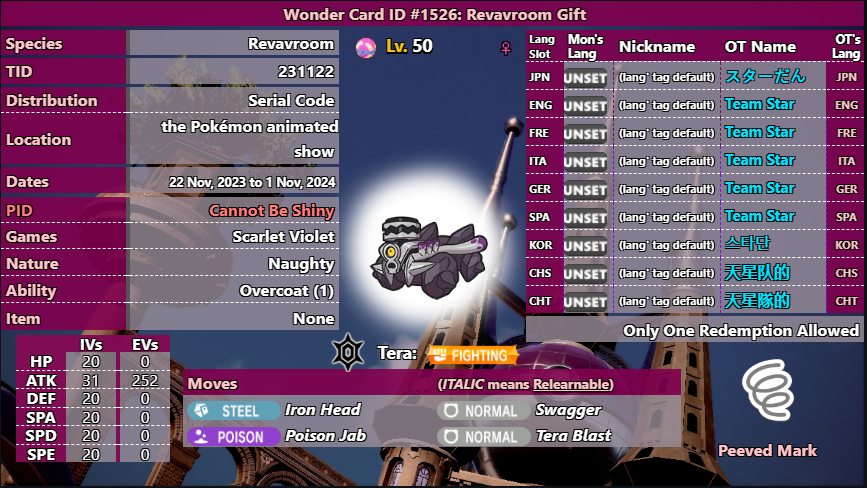 Wonder Card ID #1526: Revavroom Gift
Species Revavroom
TID 231122
Distribution Serial Code
Location the Pokémon animated
show
Dates 22 Nov, 2023 to 1 Nov, 2024
PID Cannot Be Shiny
Games Scarlet Violet
Nature Naughty
Ability Overcoat (1)
Item None
Lv. 50 ♀
Lang Slot Mon's Lang Nickname OT Name OT's Lang
JPN UNSET (lang' tag default) スターだん JPN
ENG UNSET (lang' tag default) Team Star ENG
FRE UNSET (lang' tag default) Team Star FRE
ITA UNSET (lang' tag default) Team Star ITA
GER UNSET (lang' tag default) Team Star GER
SPA UNSET (lang' tag default) Team Star SPA
KOR UNSET (lang' tag default) 스타단 KOR
CHS UNSET (lang' tag default) 天星队的 CHS
CHT UNSET (lang' tag default) 天星隊的 CHT
Only One Redemption Allowed
IVs EVs
HP 20 0
ATK 31 252
DEF 20 0
SPA 20 0
SPD 20 0
SPE 20 0
Tera: FIGHTING
Moves (ITALIC means Relearnable)
STEEL Iron Head NORMAL Swagger
POISON Poison Jab NORMAL Tera Blast
Peeved Mark